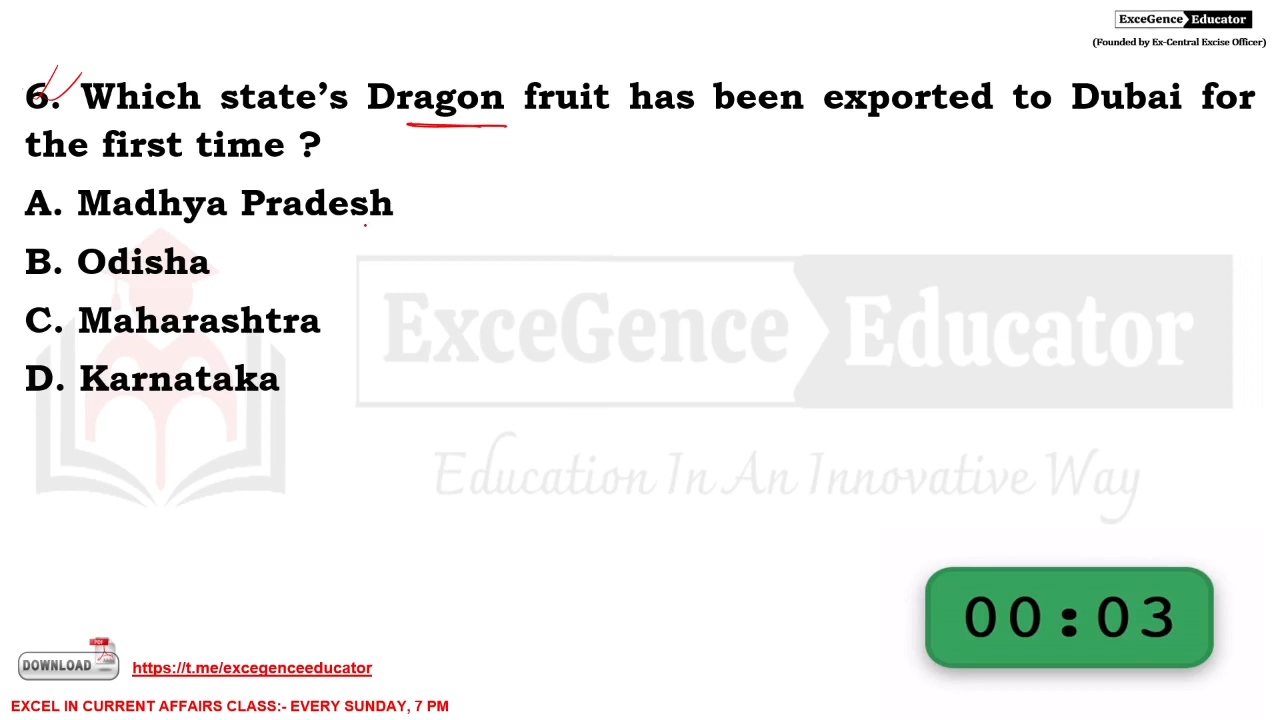 ExceGence Educator
(Founded by Ex-Central Excise Officer)
6. Which state's Dragon fruit has been exported to Dubai for
the first time ?
A. Madhya Pradesh
B. Odisha
C. Maharashtra
D. Karnataka
ExceGence Educator
Education In An Innovative Way
00:03
PDF
DOWNLOAD
https://t.me/excegenceeducator
EXCEL IN CURRENT AFFAIRS CLASS:- EVERY SUNDAY, 7 PM